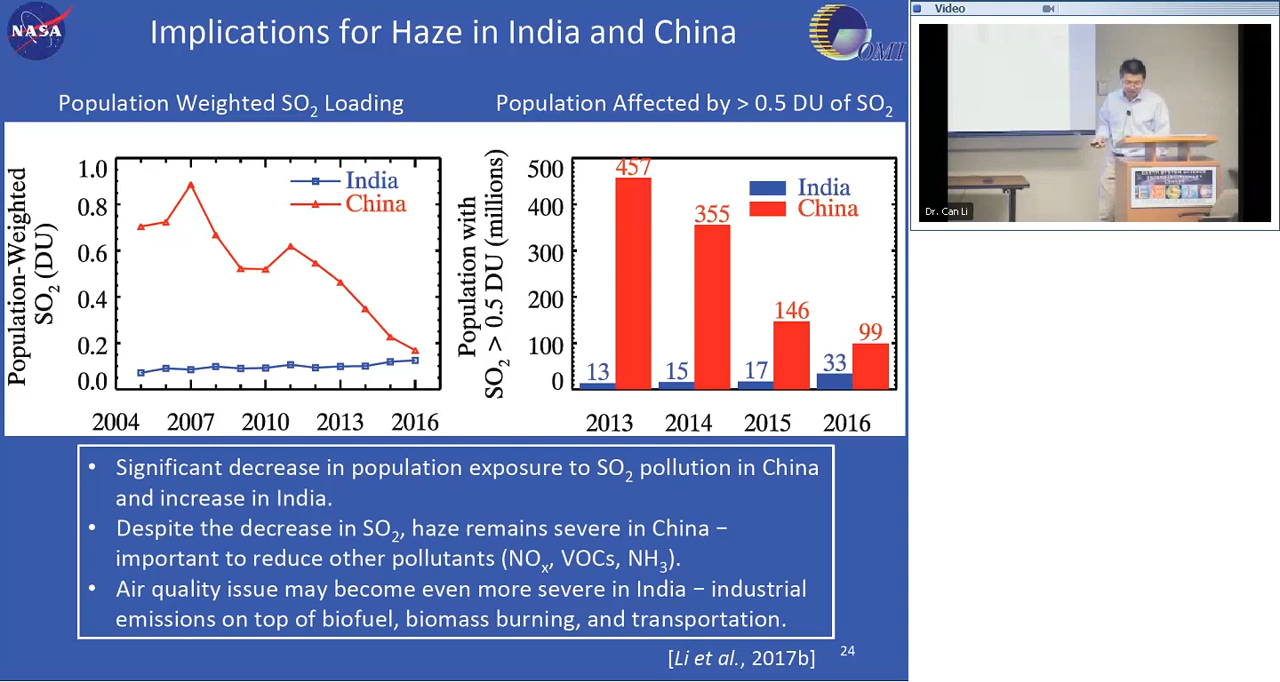 NASA
Implications for Haze in India and China
OMI
Video
Population Weighted SO2 Loading
Population-Weighted
SO2 (DU)
1.0
0.8
0.6
0.4
0.2
0.0
India
China
2004 2007 2010 2013 2016
Population Affected by > 0.5 DU of SO2
Population with
SO2 > 0.5 DU (millions)
500
400
300
200
100
0
India
China
13 457
15 355
17 146
33 99
2013 2014 2015 2016
• Significant decrease in population exposure to SO2 pollution in China
and increase in India.
• Despite the decrease in SO2, haze remains severe in China –
important to reduce other pollutants (NOx, VOCs, NH3).
• Air quality issue may become even more severe in India – industrial
emissions on top of biofuel, biomass burning, and transportation.
[Li et al., 2017b]
24
Dr. Can Li